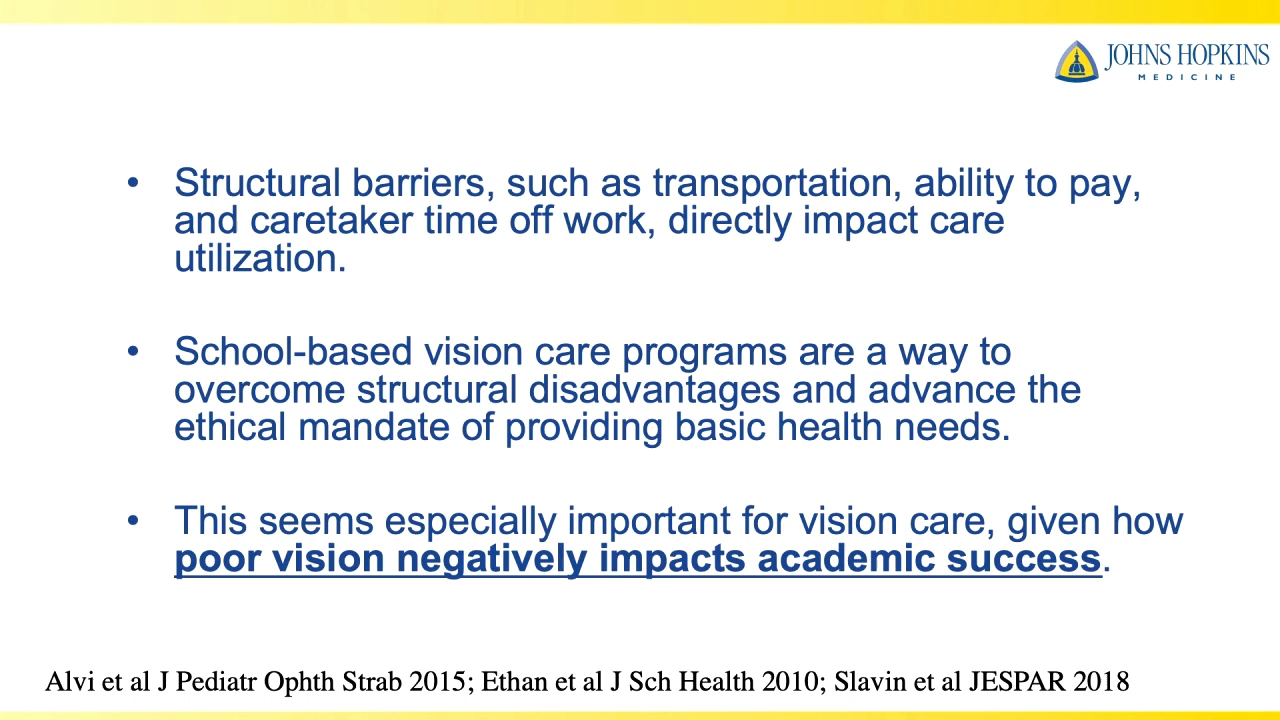 JOHNS HOPKINS
MEDICINE
• Structural barriers, such as transportation, ability to pay,
and caretaker time off work, directly impact care
utilization.
• School-based vision care programs are a way to
overcome structural disadvantages and advance the
ethical mandate of providing basic health needs.
• This seems especially important for vision care, given how
poor vision negatively impacts academic success.
Alvi et al J Pediatr Ophth Strab 2015; Ethan et al J Sch Health 2010; Slavin et al JESPAR 2018